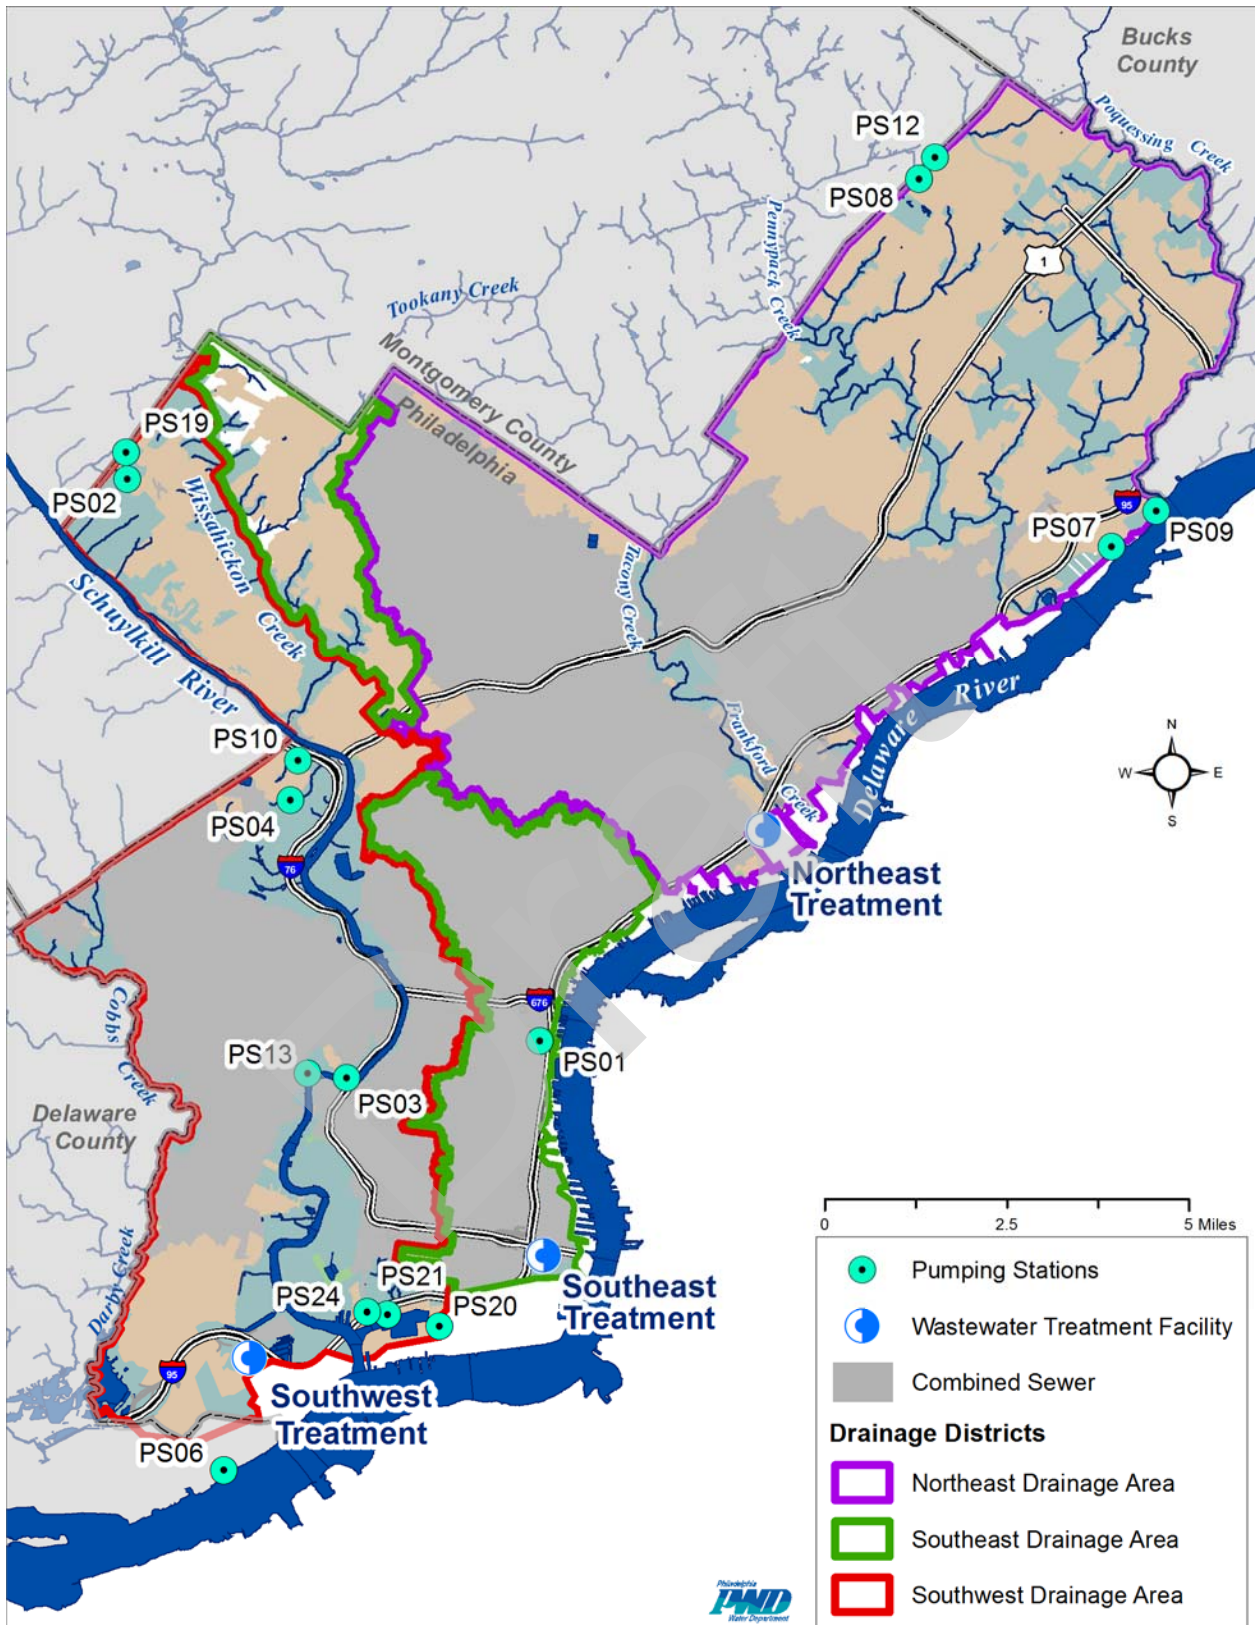 Bucks
County
Poquessing Creek
PS12
PS08
Pennypack Creek
1
Tookany Creek
Montgomery County
Philadelphia
PS19
PS02
Wissahickon Creek
Schuylkill River
Tacony Creek
95
PS07
PS09
Delaware River
Frankford Creek
N
W E
S
PS10
PS04
76
Northeast
Treatment
Cobbs Creek
676
PS01
PS13
PS03
Delaware
County
Draft
Darby Creek
PS24
PS21
PS20
Southeast
Treatment
95
Southwest
Treatment
PS06
0 2.5 5 Miles
Pumping Stations
Wastewater Treatment Facility
Combined Sewer
Drainage Districts
Northeast Drainage Area
Southeast Drainage Area
Southwest Drainage Area
Philadelphia
PWD
Water Department